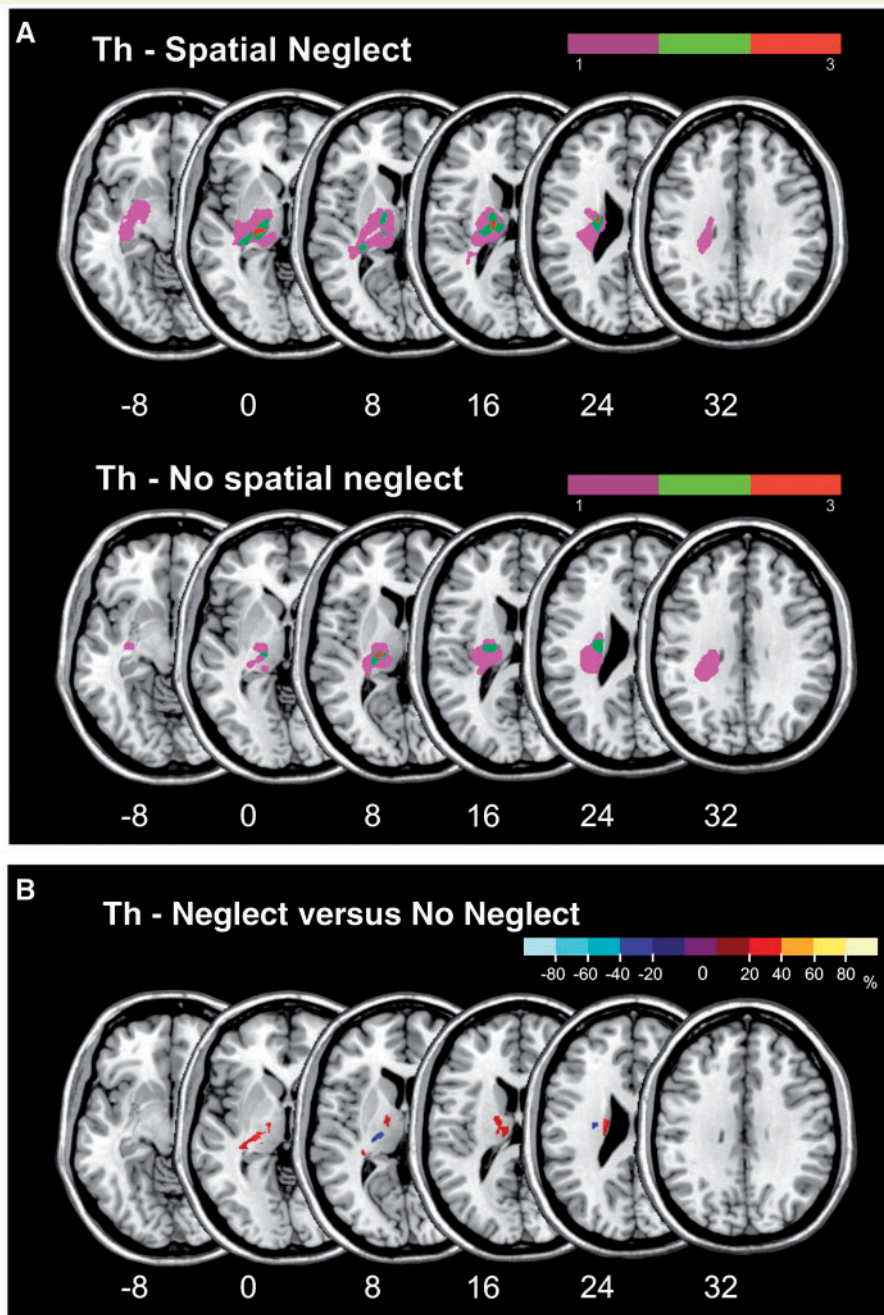 A
Th - Spatial Neglect
1 3
-8 0 8 16 24 32
Th - No spatial neglect
1 3
-8 0 8 16 24 32
B
Th - Neglect versus No Neglect
-80 -60 -40 -20 0 20 40 60 80 %
-8 0 8 16 24 32